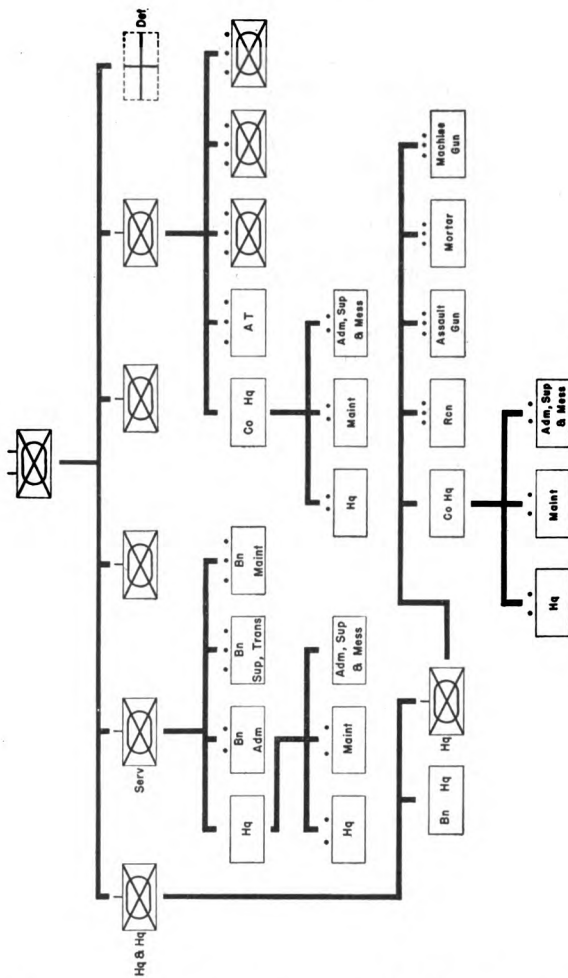 Hq & Hq
Serv
Det
Hq
Bn
Adm
Bn
Sup, Trans
Bn
Maint
Co Hq
A T
Hq
Maint
Adm, Sup
& Mess
Hq
Maint
Adm, Sup
& Mess
Bn Hq
Hq
Co Hq
Rcn
Assault
Gun
Mortar
Machine
Gun
Hq
Maint
Adm, Sup
& Mess